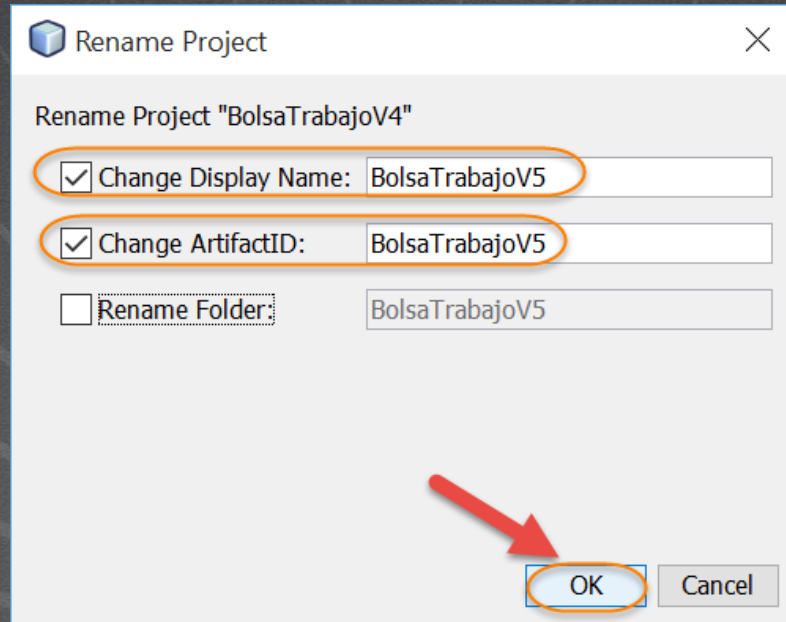 Rename Project
Rename Project "BolsaTrabajoV4"
Change Display Name: BolsaTrabajoV5
Change ArtifactID: BolsaTrabajoV5
Rename Folder: BolsaTrabajoV5
OK Cancel